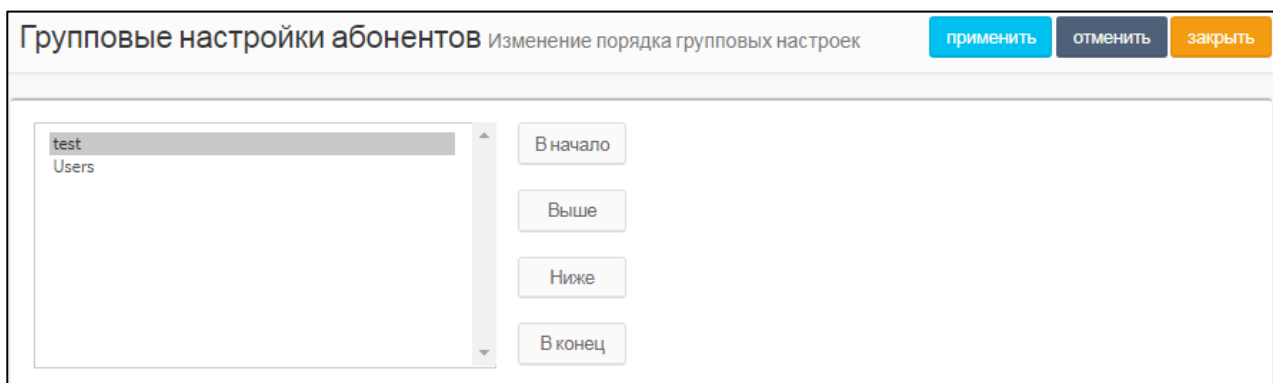 Групповые настройки абонентов Изменение порядка групповых настроек применить отменить закрыть
test
Users
В начало
Выше
Ниже
В конец